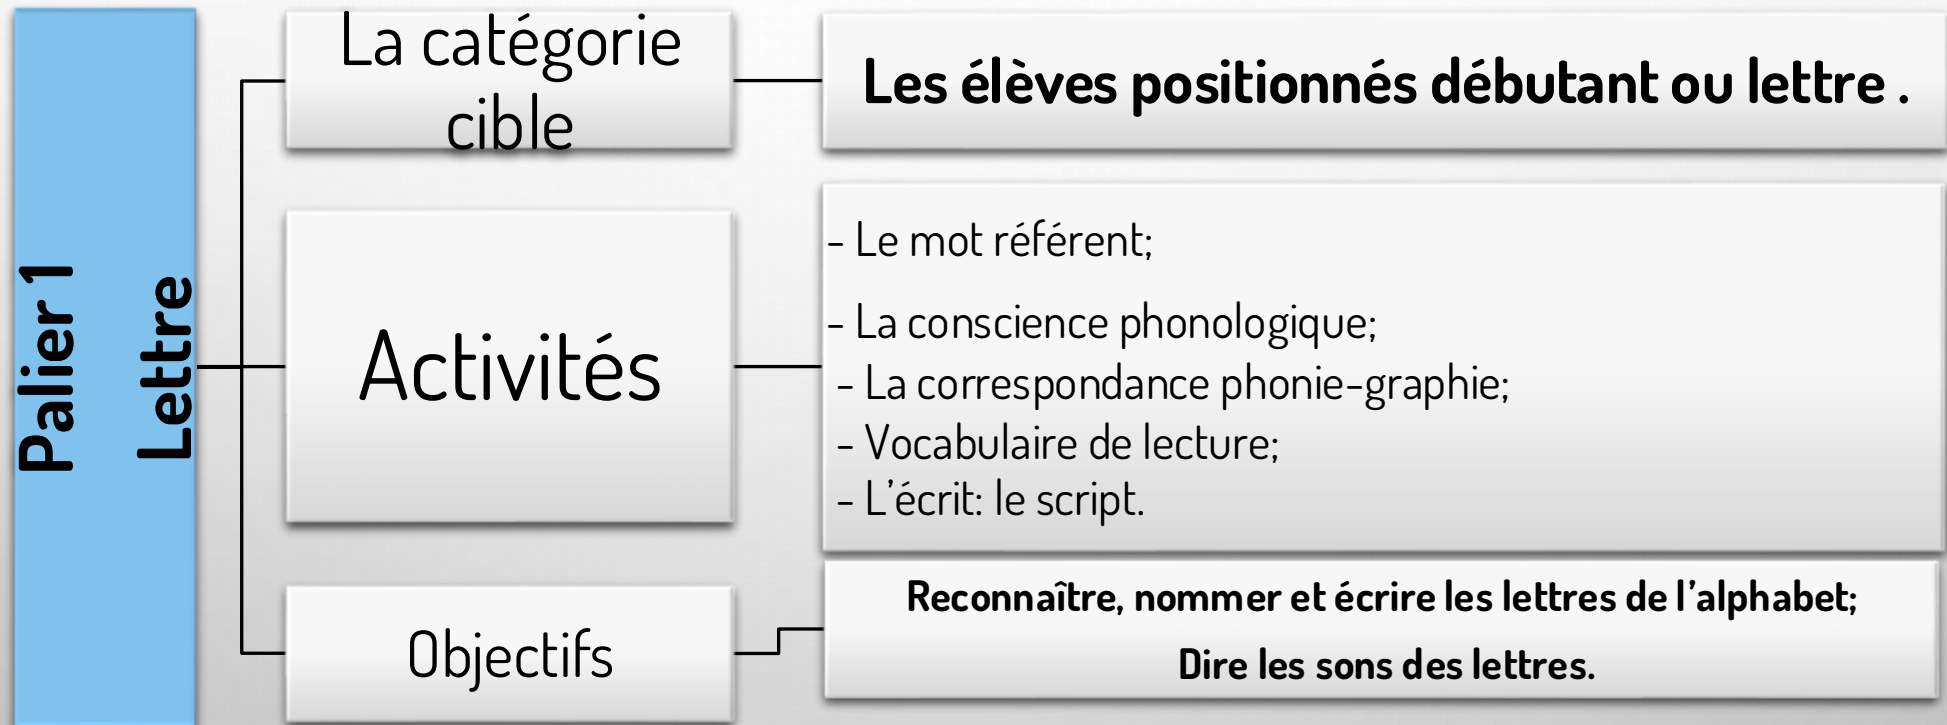 Palier 1
Lettre
La catégorie
cible
Les élèves positionnés débutant ou lettre .
Activités
- Le mot référent;
- La conscience phonologique;
- La correspondance phonie-graphie;
- Vocabulaire de lecture;
- L’écrit: le script.
Objectifs
Reconnaître, nommer et écrire les lettres de l’alphabet;
Dire les sons des lettres.